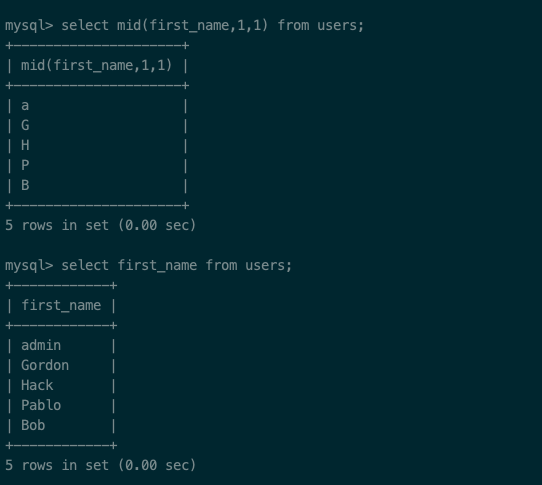 mysql> select mid(first_name,1,1) from users;
+---------------------+
| mid(first_name,1,1) |
+---------------------+
| a                   |
| G                   |
| H                   |
| P                   |
| B                   |
+---------------------+
5 rows in set (0.00 sec)

mysql> select first_name from users;
+------------+
| first_name |
+------------+
| admin      |
| Gordon     |
| Hack       |
| Pablo      |
| Bob        |
+------------+
5 rows in set (0.00 sec)